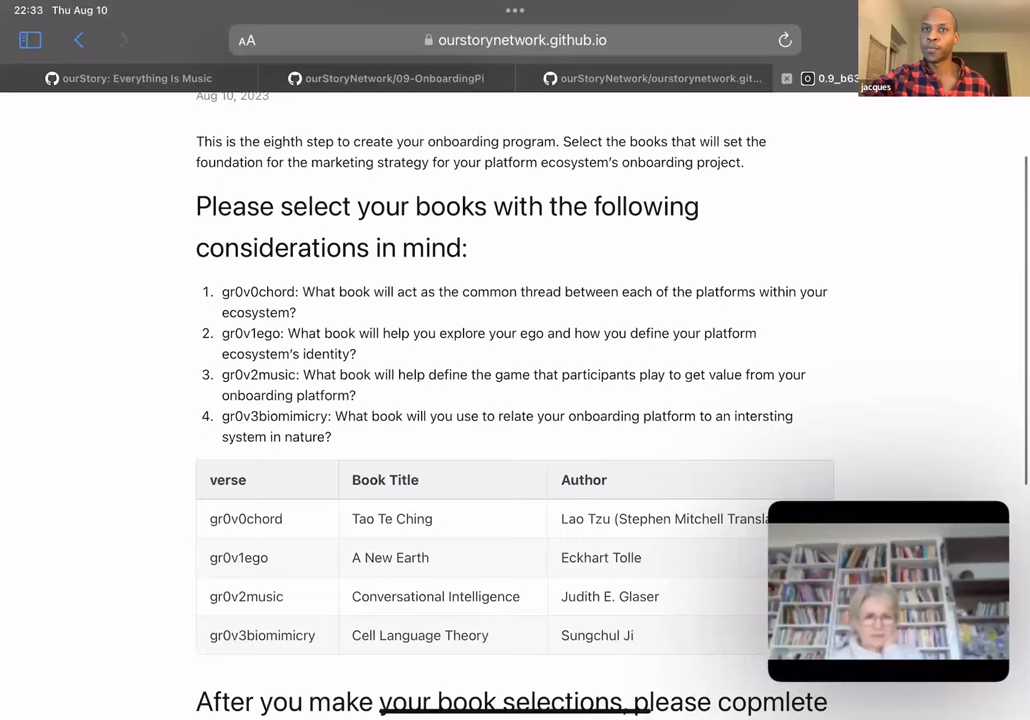 22:33 Thu Aug 10
AA ourstorynetwork.github.io
ourStory: Everything Is Music ourStoryNetwork/09-OnboardingPi ourStoryNetwork/ourstorynetwork.git... 0.9_b63
jacques
Aug 10, 2023
This is the eighth step to create your onboarding program. Select the books that will set the
foundation for the marketing strategy for your platform ecosystem's onboarding project.
Please select your books with the following
considerations in mind:
1. gr0v0chord: What book will act as the common thread between each of the platforms within your
ecosystem?
2. gr0v1ego: What book will help you explore your ego and how you define your platform
ecosystem's identity?
3. gr0v2music: What book will help define the game that participants play to get value from your
onboarding platform?
4. gr0v3biomimicry: What book will you use to relate your onboarding platform to an intersting
system in nature?
verse Book Title Author
gr0v0chord Tao Te Ching Lao Tzu (Stephen Mitchell Transla
gr0v1ego A New Earth Eckhart Tolle
gr0v2music Conversational Intelligence Judith E. Glaser
gr0v3biomimicry Cell Language Theory Sungchul Ji
After you make your book selections, please copmlete